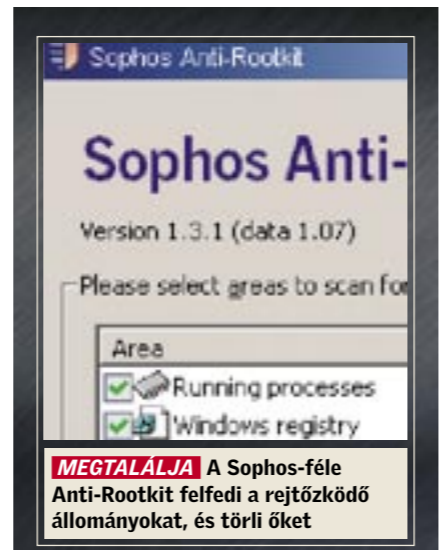 Sophos Anti-Rootkit
Sophos Anti-
Version 1.3.1 (data 1.07)
Please select areas to scan for
Area
Running processes
Windows registry
MEGTALÁLJA A Sophos-féle
Anti-Rootkit felfedi a rejtőzködő
állományokat, és törli őket